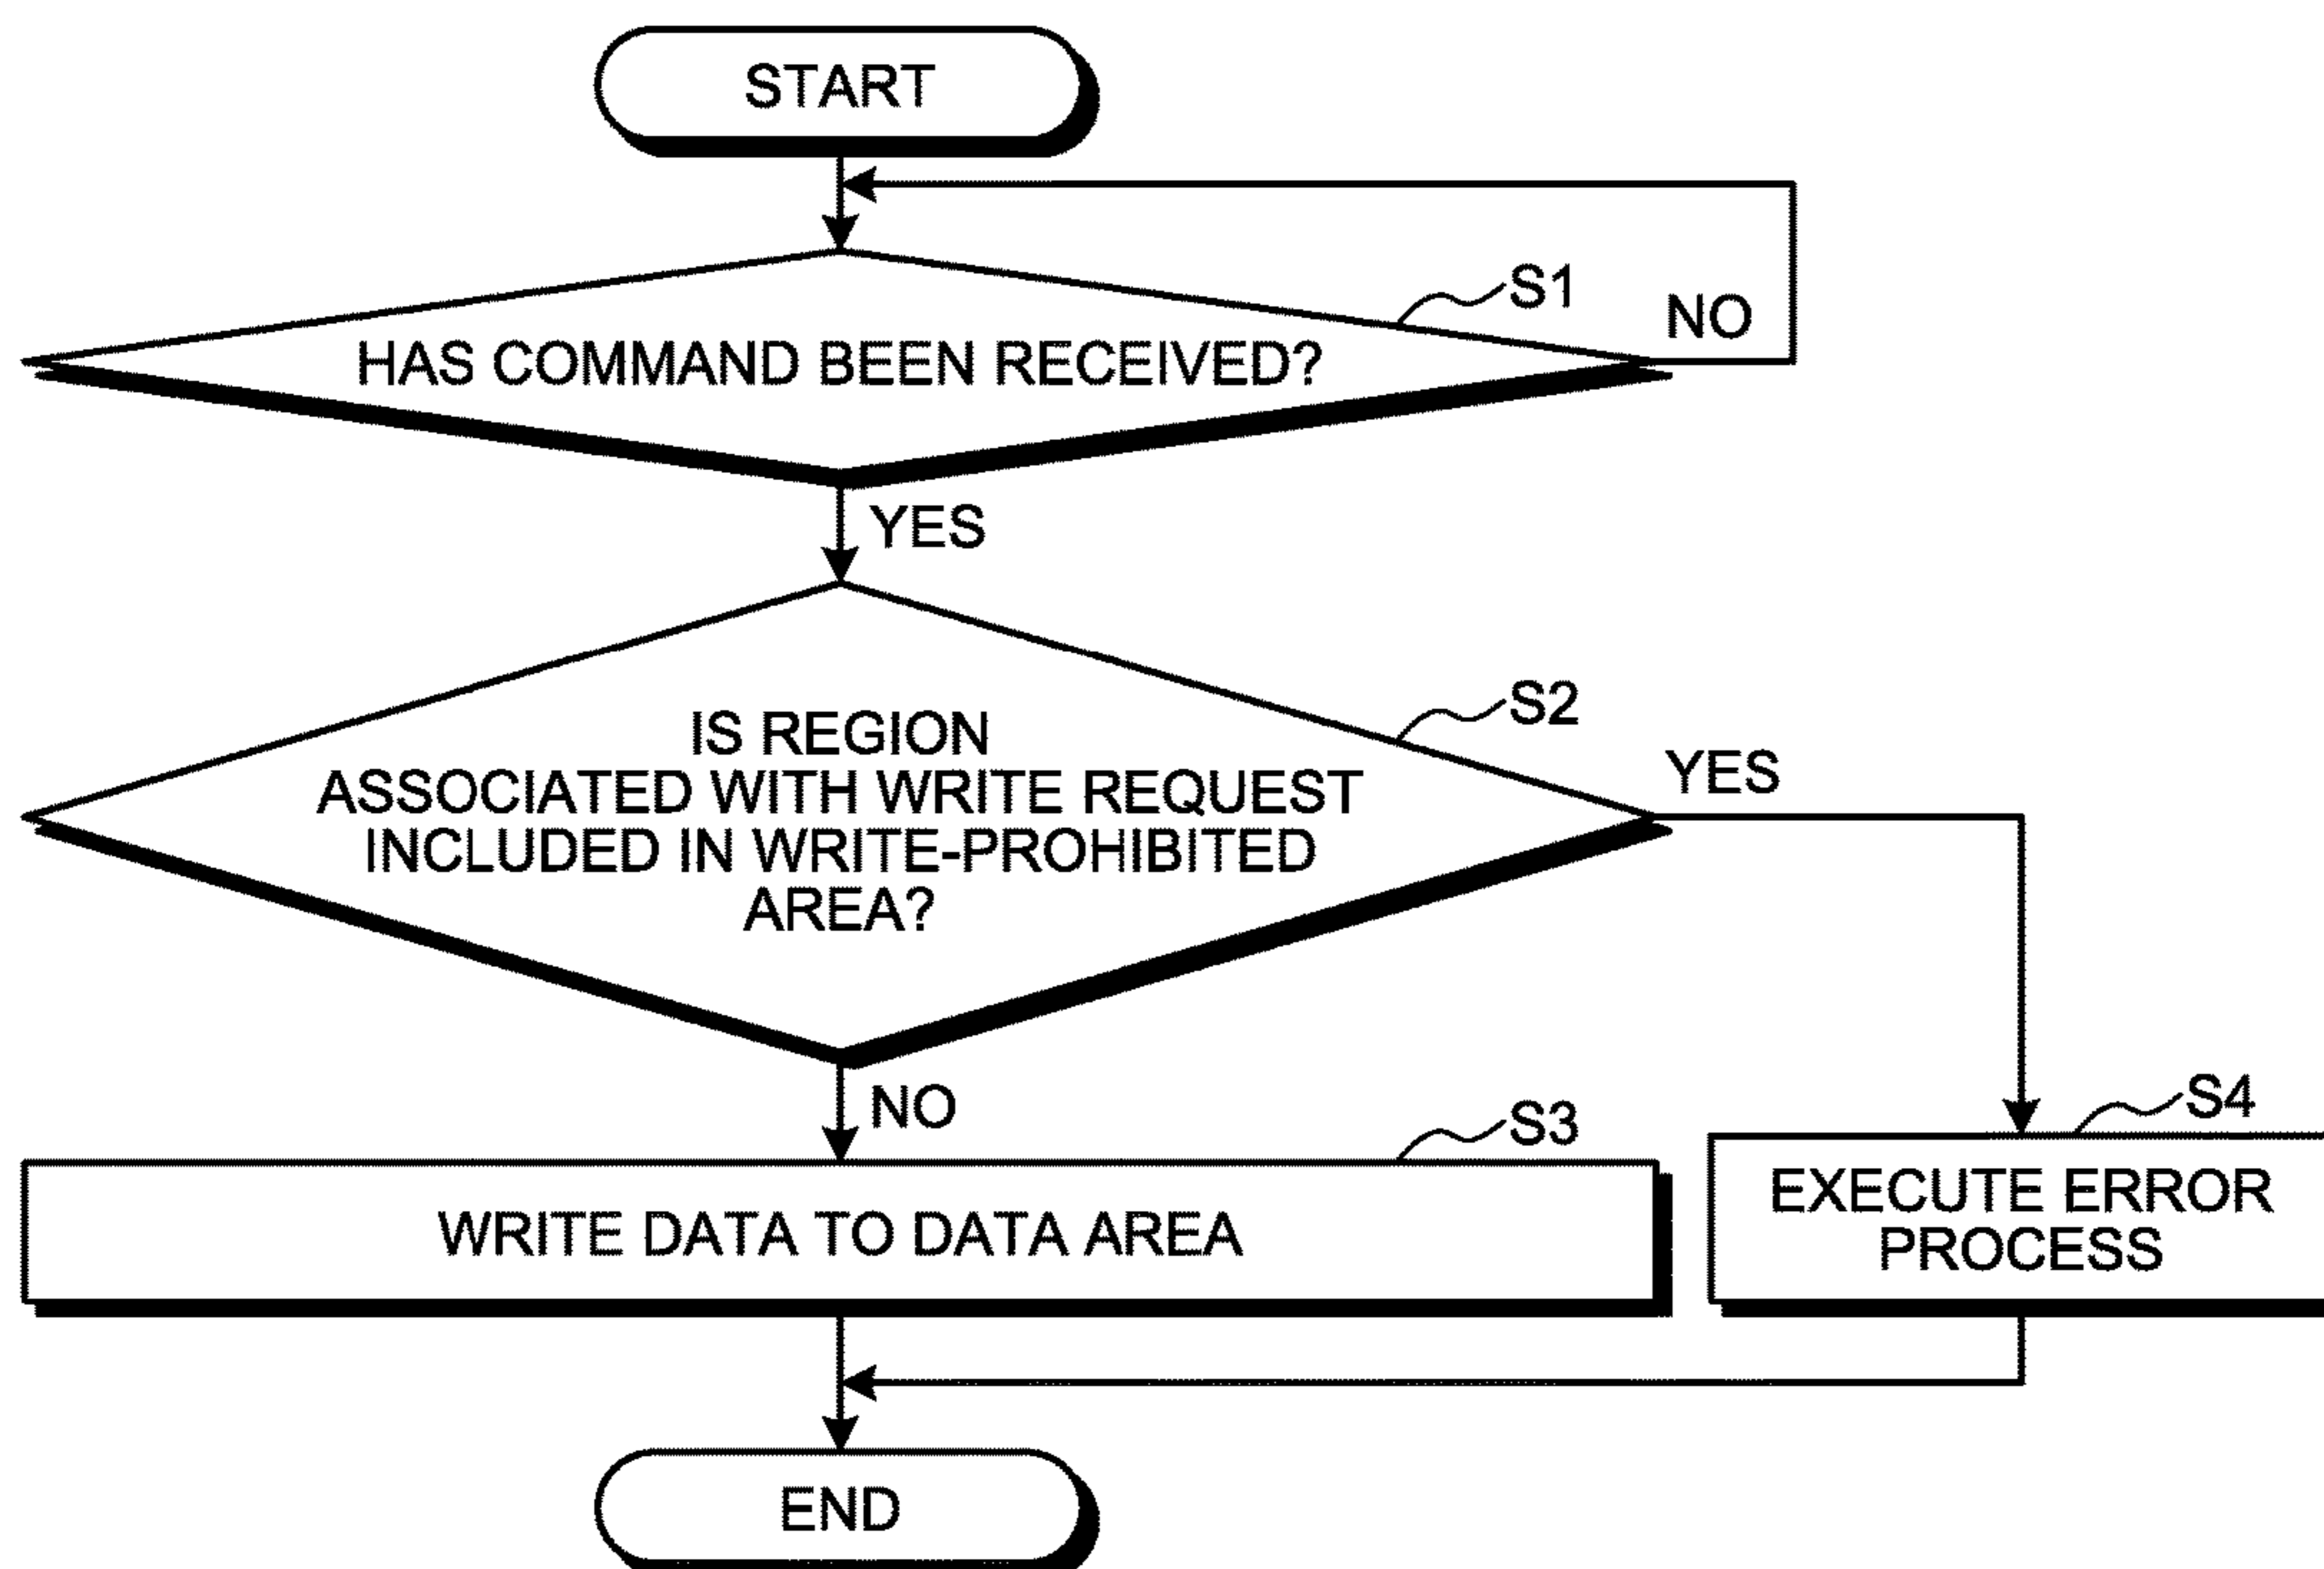 START
S1
NO
HAS COMMAND BEEN RECEIVED?
YES
S2
IS REGION
ASSOCIATED WITH WRITE REQUEST
INCLUDED IN WRITE-PROHIBITED
AREA?
YES
NO
S3
S4
WRITE DATA TO DATA AREA
EXECUTE ERROR
PROCESS
END